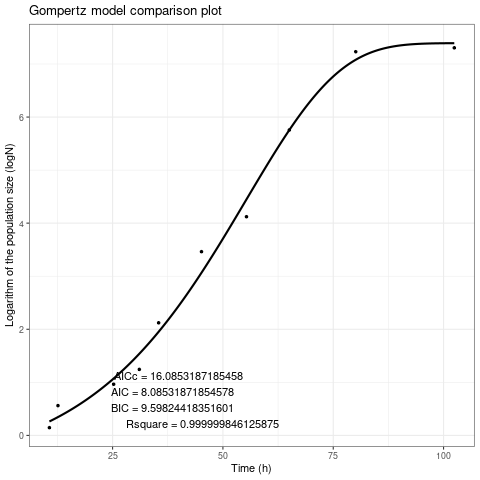 Gompertz model comparison plot
Logarithm of the population size (logN)
6
4
2
0
AICc = 16.0853187185458
AIC = 8.08531871854578
BIC = 9.59824418351601
Rsquare = 0.999999846125875
25 50 75 100
Time (h)